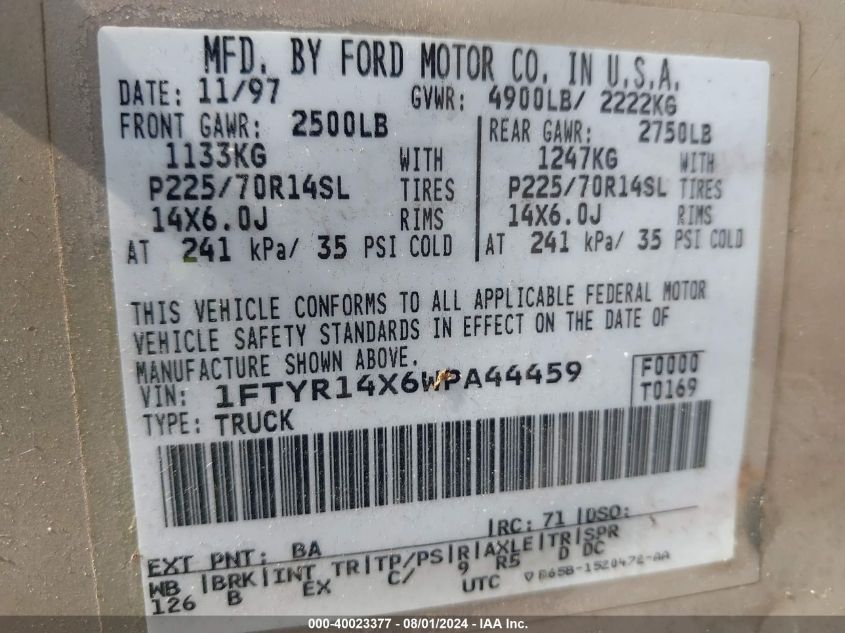 MFD. BY FORD MOTOR CO. IN U.S.A.
DATE: 11/97 GVWR: 4900LB/ 2222KG
FRONT GAWR: 2500LB REAR GAWR: 2750LB
1133KG WITH 1247KG WITH
P225/70R14SL TIRES P225/70R14SL TIRES
14X6.0J RIMS 14X6.0J RIMS
AT 241 kPa/ 35 PSI COLD AT 241 kPa/ 35 PSI COLD
THIS VEHICLE CONFORMS TO ALL APPLICABLE FEDERAL MOTOR
VEHICLE SAFETY STANDARDS IN EFFECT ON THE DATE OF
MANUFACTURE SHOWN ABOVE.
VIN: 1FTYR14X6WPA44459 F0000
TYPE: TRUCK T0169
EXT PNT: BA RC: 71 DSO:
WB BRK INT TR TP/PS R AXLE TR SPR
126 B EX C/ 9 R5 D DC
UTC
000-40023377 - 08/01/2024 - IAAI Inc.